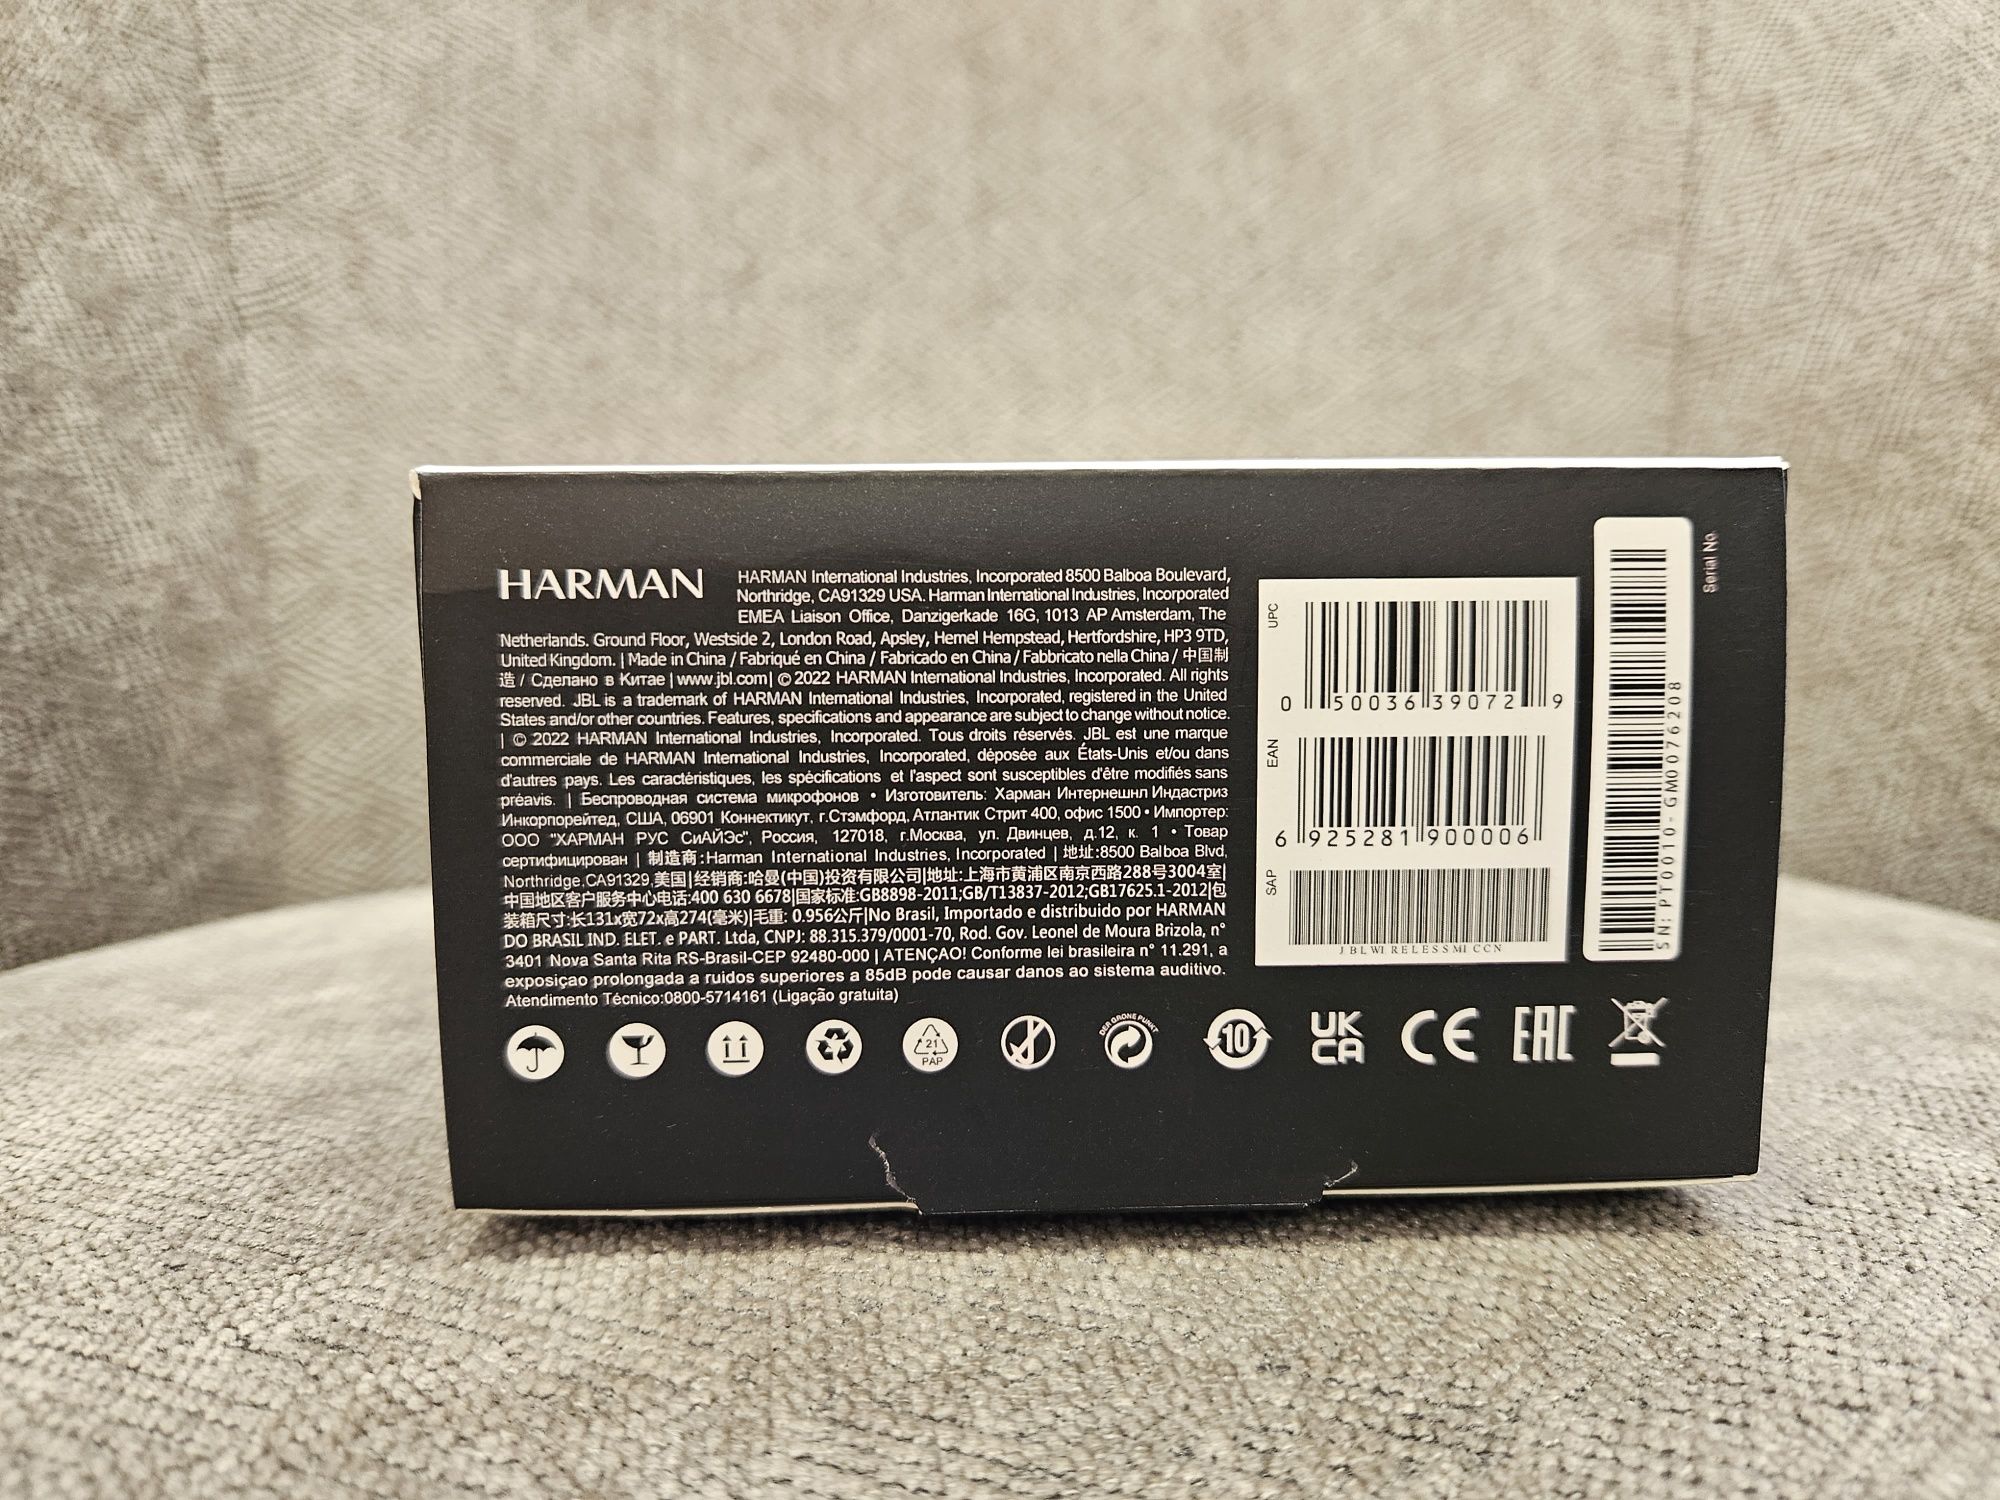 HARMAN
HARMAN International Industries, Incorporated 8500 Balboa Boulevard,
Northridge, CA91329 USA. Harman International Industries, Incorporated
EMEA Liaison Office, Danzigerkade 16G, 1013 AP Amsterdam, The
Netherlands. Ground Floor, Westside 2, London Road, Apsley, Hemel Hempstead, Hertfordshire, HP3 9TD,
United Kingdom. | Made in China / Fabriqué en China / Fabricado en China / Fabbricato nella China / 中国制
造 / Сделано в Китае | www.jbl.com| © 2022 HARMAN International Industries, Incorporated. All rights
reserved. JBL is a trademark of HARMAN International Industries, Incorporated, registered in the United
States and/or other countries. Features, specifications and appearance are subject to change without notice.
| © 2022 HARMAN International Industries, Incorporated. Tous droits réservés. JBL est une marque
commerciale de HARMAN International Industries, Incorporated, déposée aux États-Unis et/ou dans
d'autres pays. Les caractéristiques, les spécifications et l'aspect sont susceptibles d'être modifiés sans
préavis. | Беспроводная система микрофонов • Изготовитель: Харман Интернешнл Индастриз
Инкорпорейтед, США, 06901 Коннектикут, г.Стэмфорд, Атлантик Стрит 400, офис 1500 • Импортер:
ООО "ХАРМАН РУС СиАЙЭс", Россия, 127018, г.Москва, ул. Двинцев, д.12, к. 1 • Товар
сертифицирован | 制造商:Harman International Industries, Incorporated | 地址:8500 Balboa Blvd,
Northridge,CA91329,美国|经销商:哈曼(中国)投资有限公司|地址:上海市黄浦区南京西路288号3004室|
中国地区客户服务中心电话:400 630 6678|国家标准:GB8898-2011;GB/T13837-2012;GB17625.1-2012|包
装箱尺寸:长131x宽72x高274(毫米)|毛重: 0.956公斤|No Brasil, Importado e distribuido por HARMAN
DO BRASIL IND. ELET. e PART. Ltda, CNPJ: 88.315.379/0001-70, Rod. Gov. Leonel de Moura Brizola, n°
3401 Nova Santa Rita RS-Brasil-CEP 92480-000 | ATENÇAO! Conforme lei brasileira n° 11.291, a
exposiçao prolongada a ruidos superiores a 85dB pode causar danos ao sistema auditivo.
Atendimento Técnico:0800-5714161 (Ligação gratuita)
21
PAP
DER GRÜNE PUNKT
10
UK
CA
CE
EAC
UPC
0 50036 39072 9
EAN
6 925281 900006
SAP
JBLWIRELESSMICCN
SN: PT0010-GM0076208
Serial No.